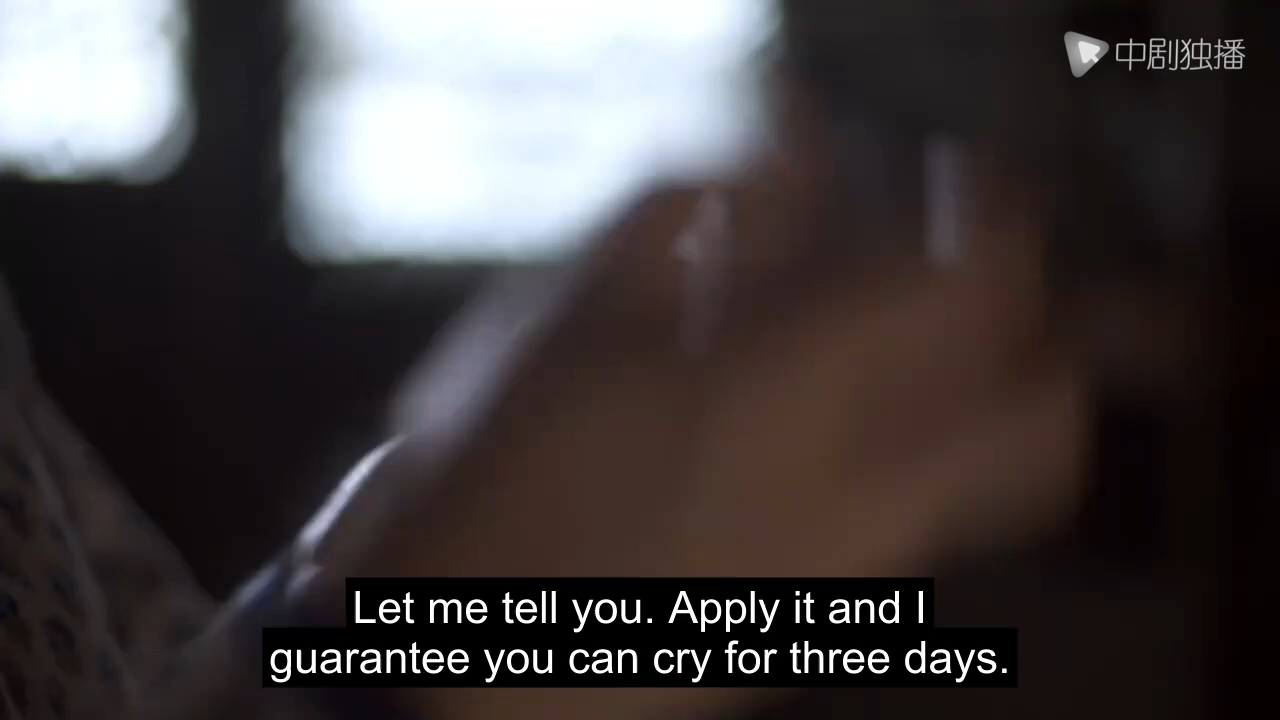 中剧独播
Let me tell you. Apply it and I
guarantee you can cry for three days.